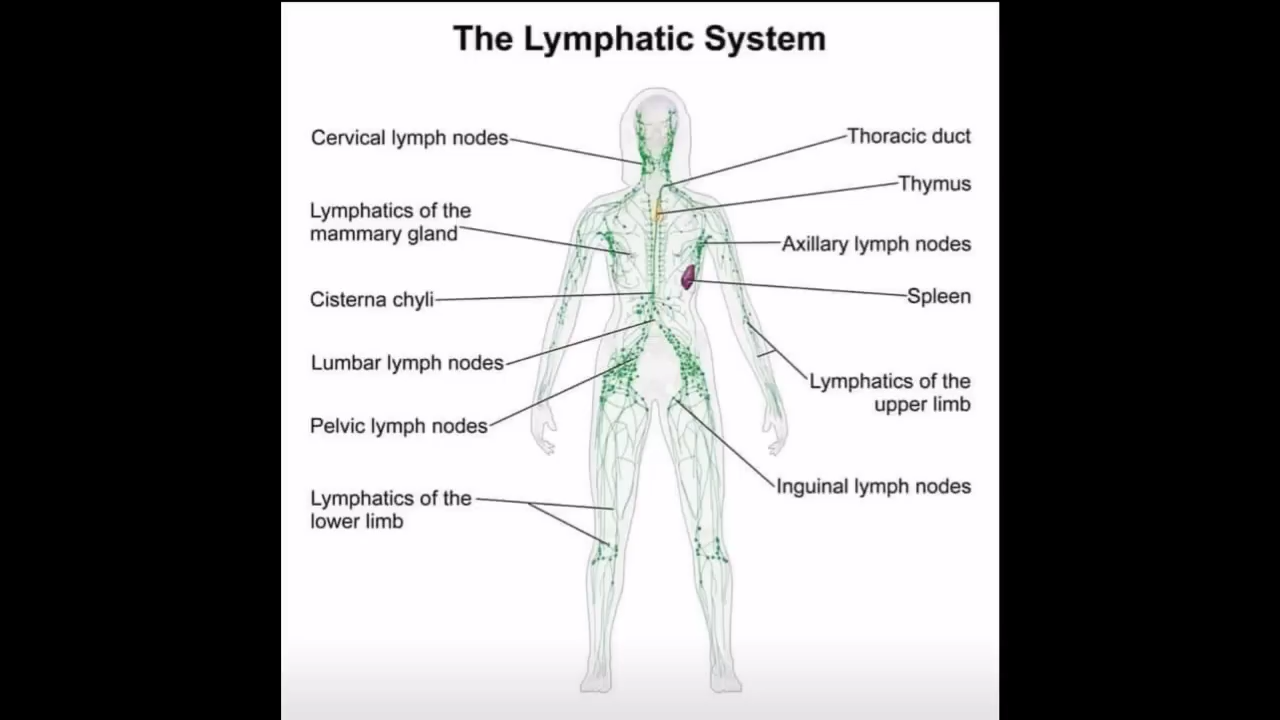 The Lymphatic System
Cervical lymph nodes
Lymphatics of the
mammary gland
Cisterna chyli
Lumbar lymph nodes
Pelvic lymph nodes
Lymphatics of the
lower limb
Thoracic duct
Thymus
Axillary lymph nodes
Spleen
Lymphatics of the
upper limb
Inguinal lymph nodes